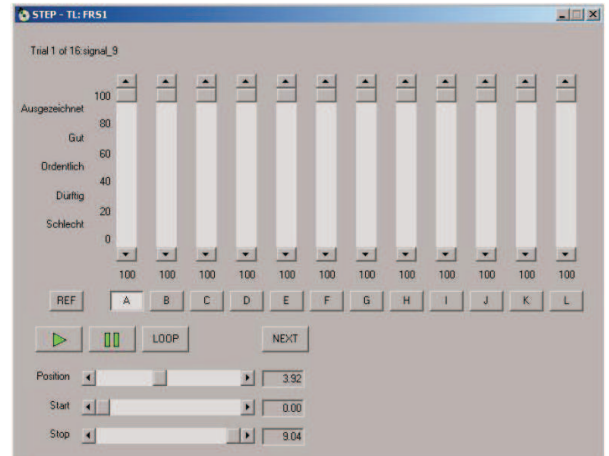 STEP - TL: FRS1
Trial 1 of 16:signal_9
100
Ausgezeichnet
80
Gut
60
Ordentlich
40
Dürftig
20
Schlecht
0
100 100 100 100 100 100 100 100 100 100 100 100
REF A B C D E F G H I J K L
LOOP NEXT
Position 3.92
Start 0.00
Stop 9.04